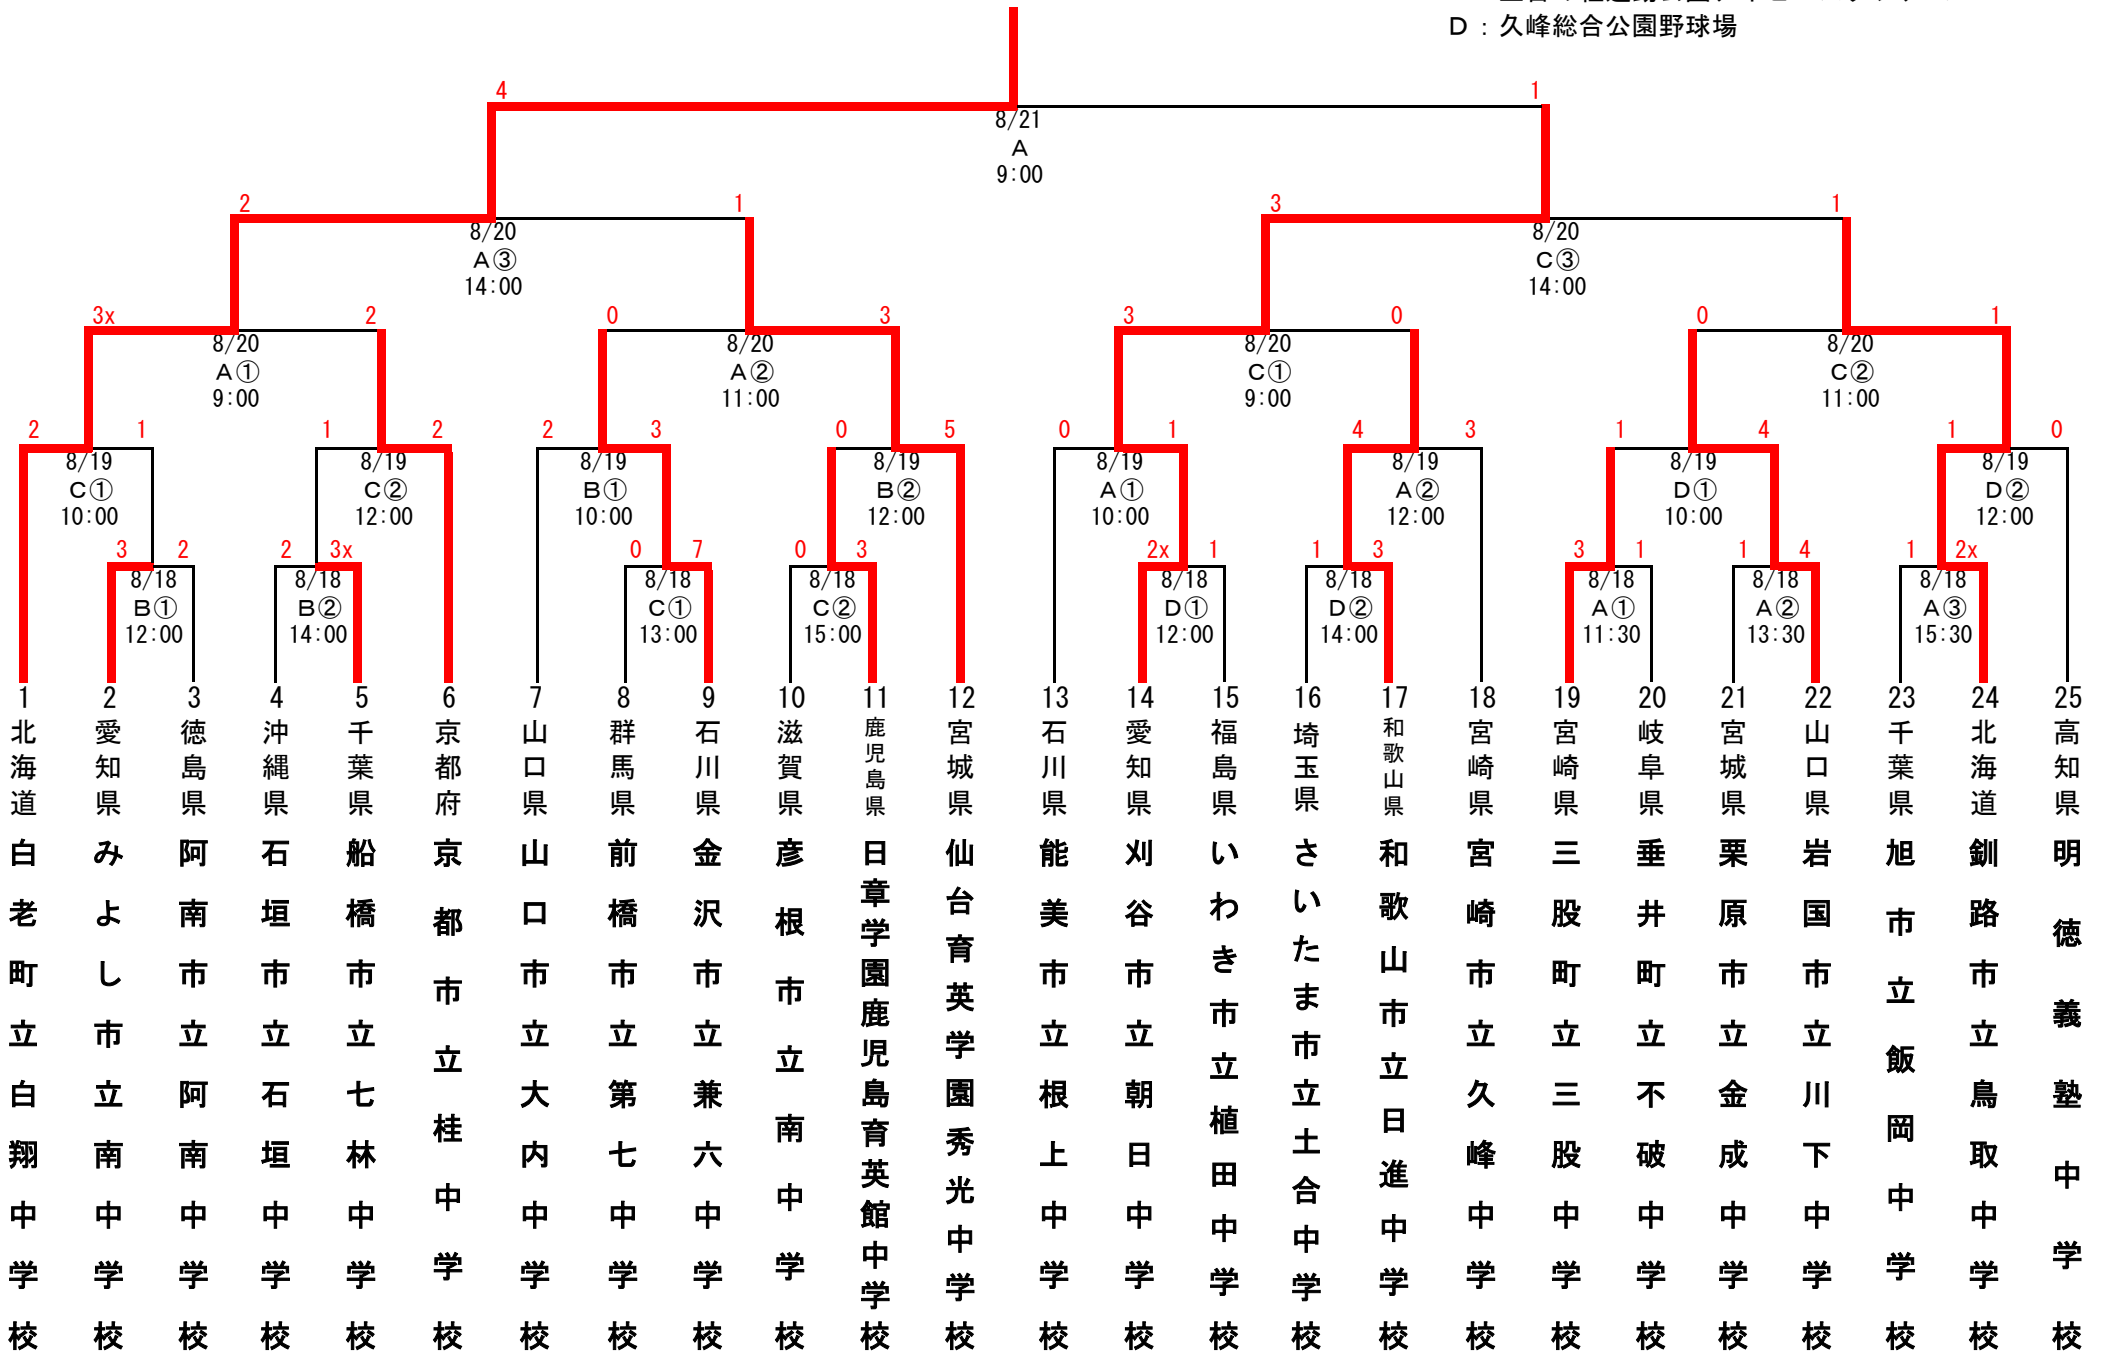 D：久峰総合公園野球場
4 1
8/21
A
9:00
2 1 3 1
8/20 8/20
A③ C③
14:00 14:00
3x 2 0 3 3 0 0 1
8/20 8/20 8/20 8/20
A① A② C① C②
9:00 11:00 9:00 11:00
2 1 1 2 2 3 0 5 0 1 4 3 1 4 1 0
8/19 8/19 8/19 8/19 8/19 8/19 8/19 8/19
C① C② B① B② A① A② D① D②
10:00 12:00 10:00 12:00 10:00 12:00 10:00 12:00
3 2 2 3x 0 7 0 3 2x 1 1 3 3 1 1 4 1 2x
8/18 8/18 8/18 8/18 8/18 8/18 8/18 8/18 8/18
B① B② C① C② D① D② A① A② A③
12:00 14:00 13:00 15:00 12:00 14:00 11:30 13:30 15:30
1 北海道 白老町立白翔中学校
2 愛知県 みよし市立南中学校
3 徳島県 阿南市立阿南中学校
4 沖縄県 石垣市立石垣中学校
5 千葉県 船橋市立七林中学校
6 京都府 京都市立桂中学校
7 山口県 山口市立大内中学校
8 群馬県 前橋市立第七中学校
9 石川県 金沢市立兼六中学校
10 滋賀県 彦根市立南中学校
11 鹿児島県 日章学園鹿児島育英館中学校
12 宮城県 仙台育英学園秀光中学校
13 石川県 能美市立根上中学校
14 愛知県 刈谷市立朝日中学校
15 福島県 いわき市立植田中学校
16 埼玉県 さいたま市立土合中学校
17 和歌山県 和歌山市立日進中学校
18 宮崎県 宮崎市立久峰中学校
19 宮崎県 三股町立三股中学校
20 岐阜県 垂井町立不破中学校
21 宮城県 栗原市立金成中学校
22 山口県 岩国市立川下中学校
23 千葉県 旭市立飯岡中学校
24 北海道 釧路市立鳥取中学校
25 高知県 明徳義塾中学校